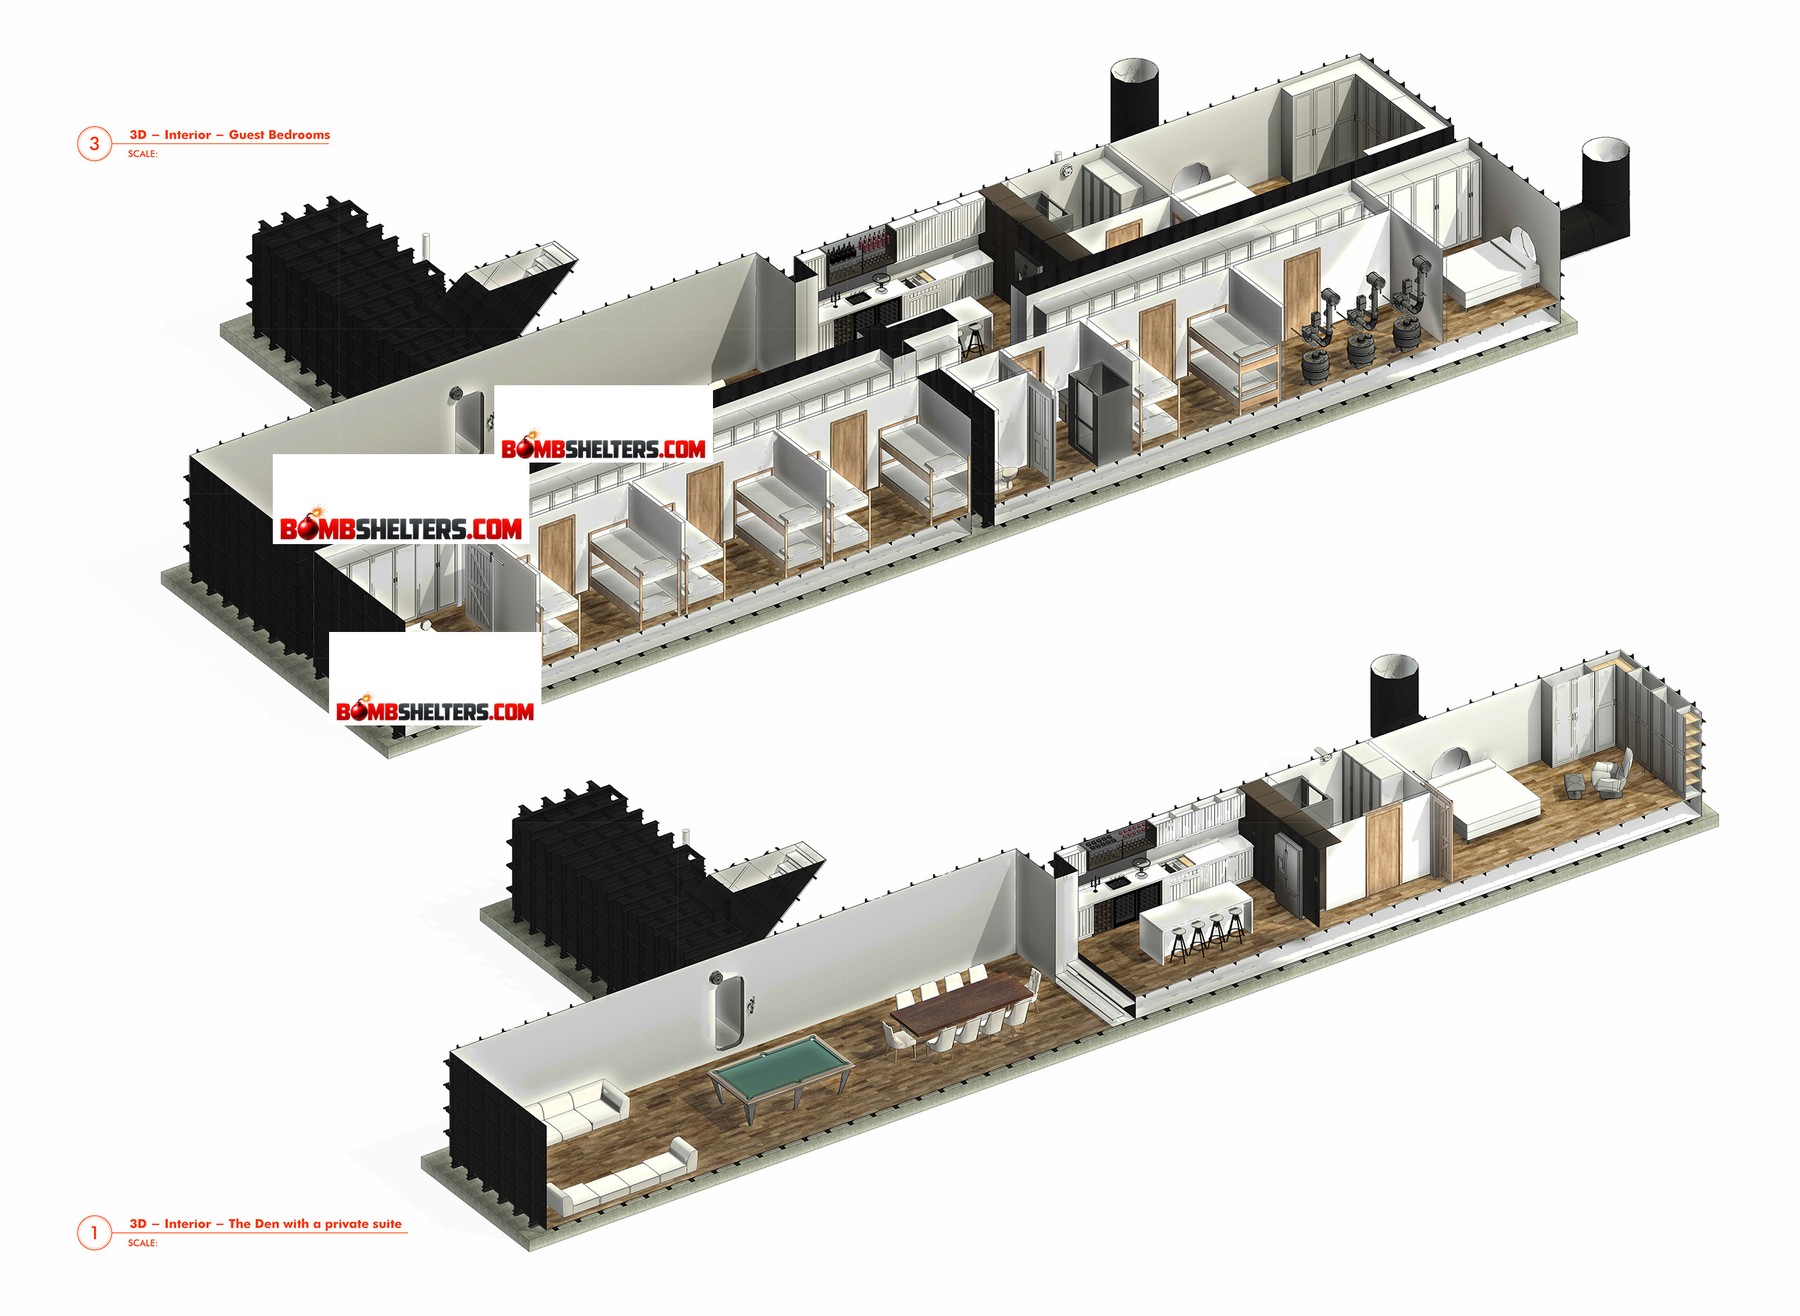 3
3D – Interior – Guest Bedrooms
SCALE:
BOMBSHELTERS.COM
BOMBSHELTERS.COM
BOMBSHELTERS.COM
1
3D – Interior – The Den with a private suite
SCALE: